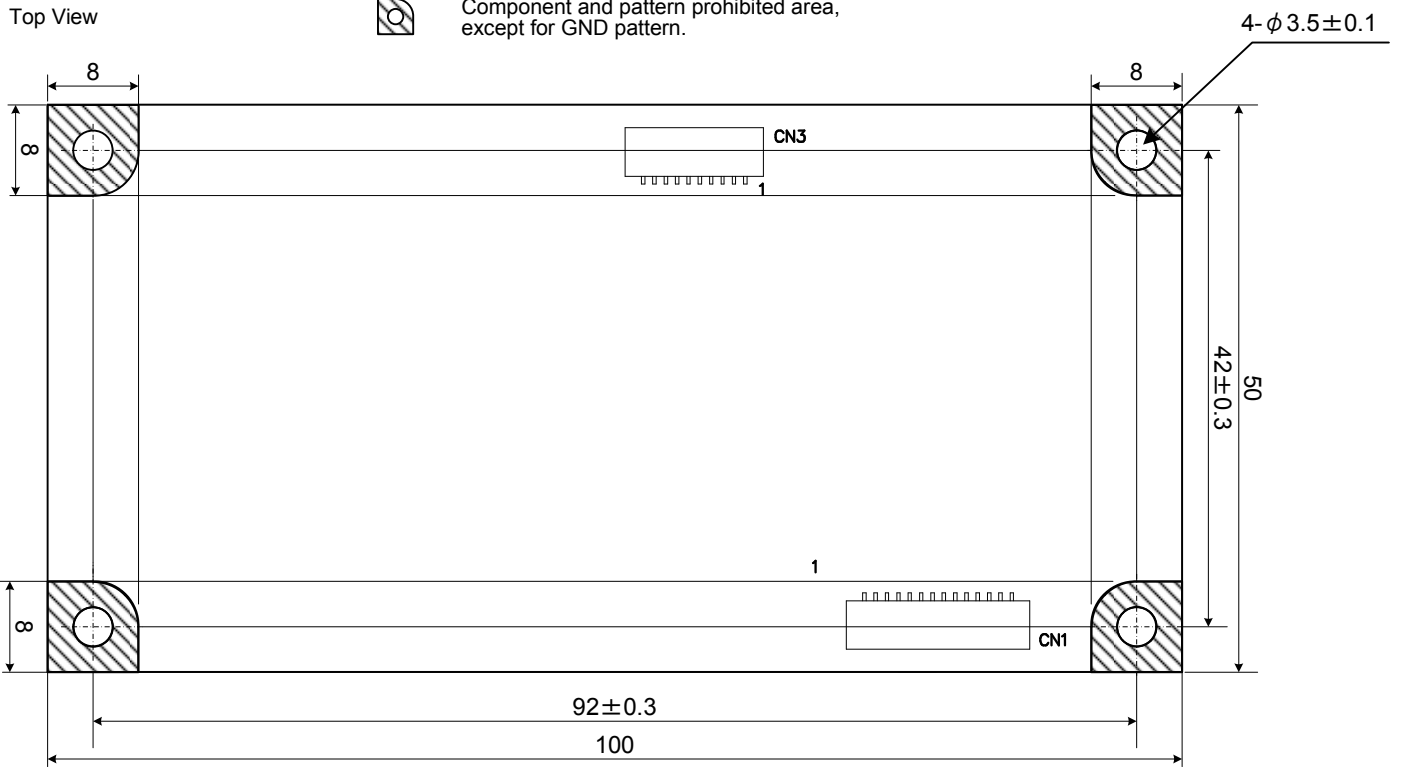 Top View
Component and pattern prohibited area,
except for GND pattern.
4-φ3.5±0.1
8
8
8
CN3
1
42±0.3
50
1
8
CN1
92±0.3
100